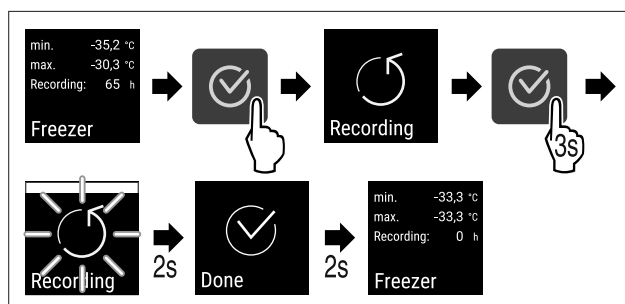 min. -35,2 °C
max. -30,3 °C
Recording: 65 h
Freezer
Recording
3s
Recording
2s
Done
2s
min. -33,3 °C
max. -33,3 °C
Recording: 0 h
Freezer